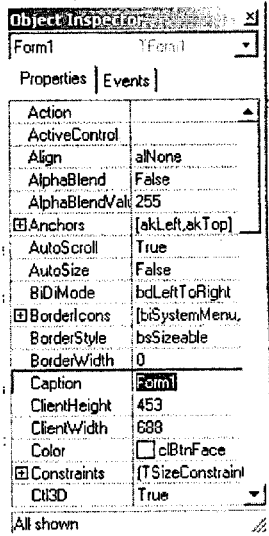 Object Inspector
Form1 TForm1
Properties Events
Action
ActiveControl
Align alNone
AlphaBlend False
AlphaBlendValu 255
Anchors [akLeft,akTop]
AutoScroll True
AutoSize False
BiDiMode bdLeftToRight
BorderIcons [biSystemMenu,
BorderStyle bsSizeable
BorderWidth 0
Caption Form1
ClientHeight 453
ClientWidth 688
Color clBtnFace
Constraints (TSizeConstraint
Ctl3D True
All shown